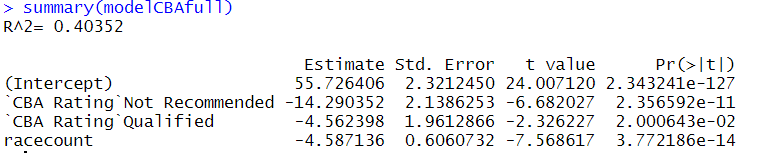 > summary(modelCBAfull)
R^2= 0.40352
Estimate Std. Error t value Pr(>|t|)
(Intercept) 55.726406 2.3212450 24.007120 2.343241e-127
`CBA Rating`Not Recommended -14.290352 2.1386253 -6.682027 2.356592e-11
`CBA Rating`Qualified -4.562398 1.9612866 -2.326227 2.000643e-02
racecount -4.587136 0.6060732 -7.568617 3.772186e-14